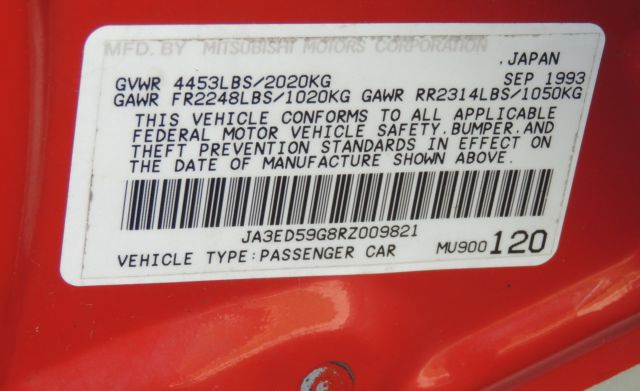 MFD. BY MITSUBISHI MOTORS CORPORATION
.JAPAN
GVWR 4453LBS/2020KG SEP 1993
GAWR FR2248LBS/1020KG GAWR RR2314LBS/1050KG
THIS VEHICLE CONFORMS TO ALL APPLICABLE
FEDERAL MOTOR VEHICLE SAFETY.BUMPER.AND
THEFT PREVENTION STANDARDS IN EFFECT ON
THE DATE OF MANUFACTURE SHOWN ABOVE.
JA3ED59G8RZ009821
VEHICLE TYPE:PASSENGER CAR MU900120